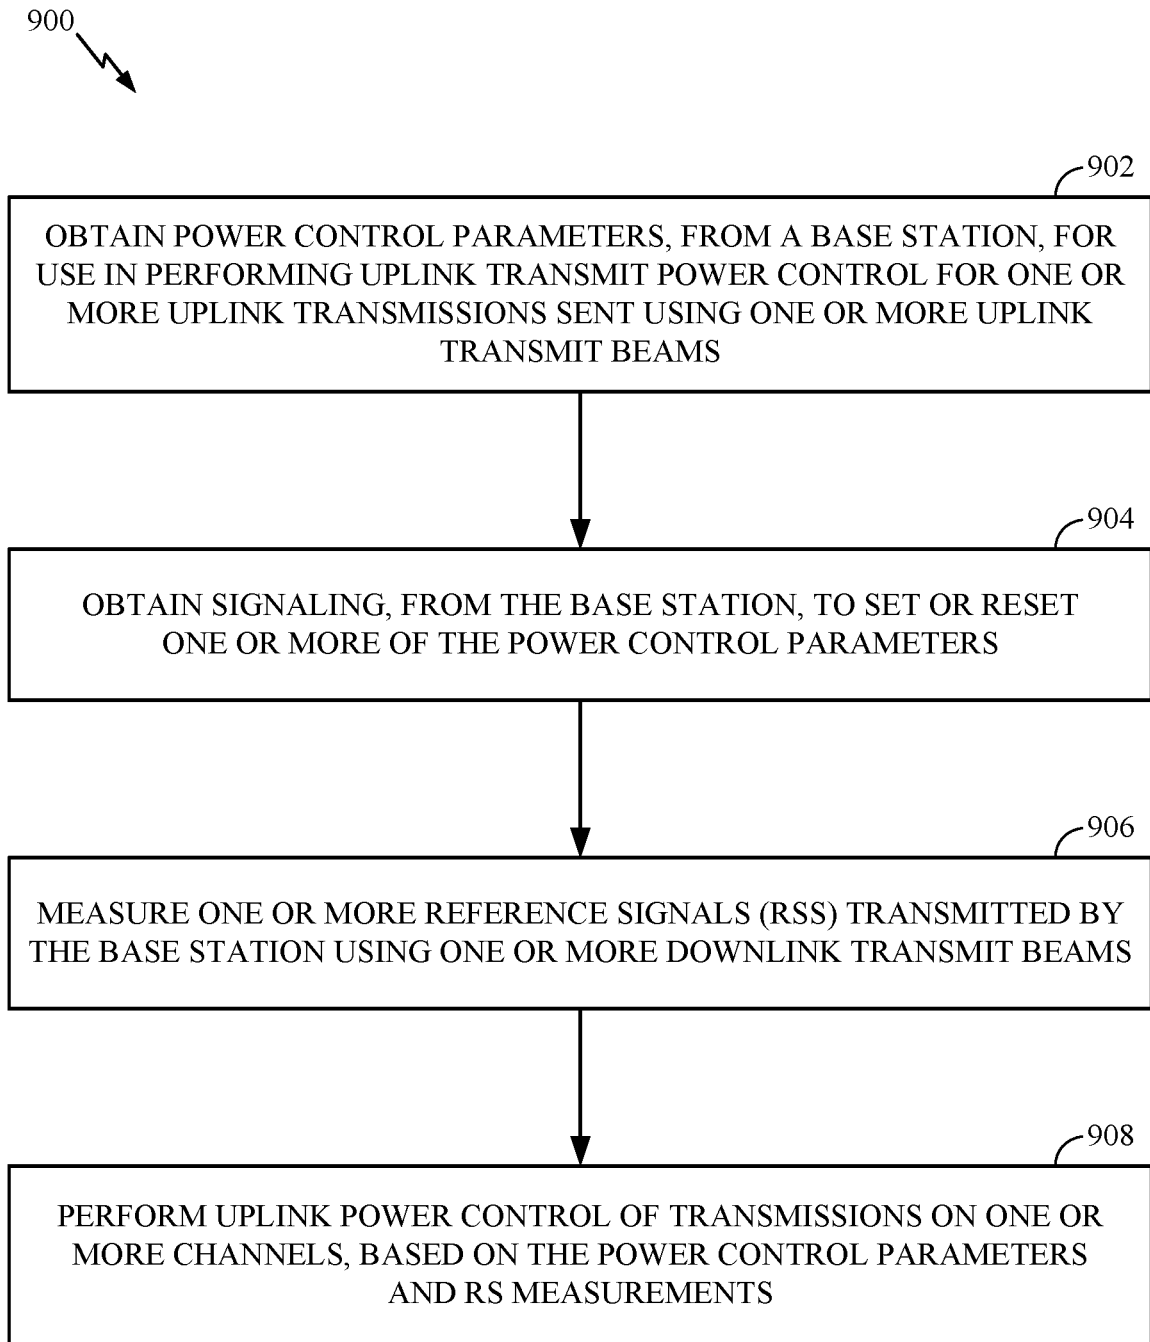 900
902
OBTAIN POWER CONTROL PARAMETERS, FROM A BASE STATION, FOR
USE IN PERFORMING UPLINK TRANSMIT POWER CONTROL FOR ONE OR
MORE UPLINK TRANSMISSIONS SENT USING ONE OR MORE UPLINK
TRANSMIT BEAMS
904
OBTAIN SIGNALING, FROM THE BASE STATION, TO SET OR RESET
ONE OR MORE OF THE POWER CONTROL PARAMETERS
906
MEASURE ONE OR MORE REFERENCE SIGNALS (RSS) TRANSMITTED BY
THE BASE STATION USING ONE OR MORE DOWNLINK TRANSMIT BEAMS
908
PERFORM UPLINK POWER CONTROL OF TRANSMISSIONS ON ONE OR
MORE CHANNELS, BASED ON THE POWER CONTROL PARAMETERS
AND RS MEASUREMENTS